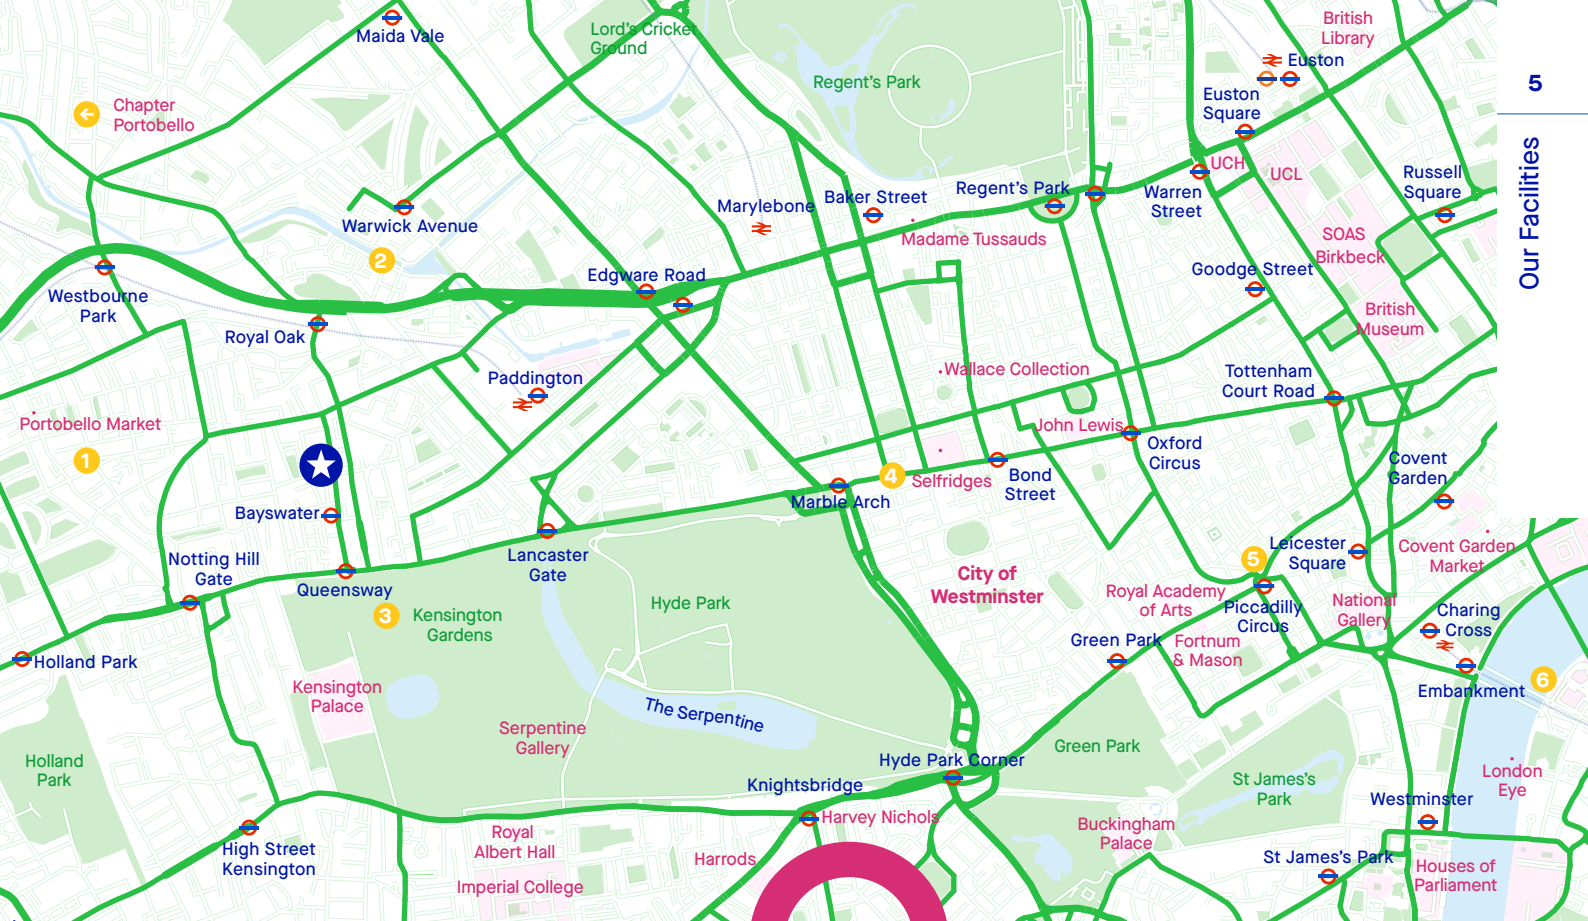 Maida Vale
Lord's Cricket
Ground
British
Library
Euston
Regent's Park
5
Chapter
Portobello
Euston
Square
Our Facilities
UCH
UCL
Russell
Square
Warren
Street
Regent's Park
Baker Street
Marylebone
Warwick Avenue
2
Madame Tussauds
SOAS
Birkbeck
Goodge Street
Edgware Road
Westbourne
Park
Royal Oak
British
Museum
Paddington
Wallace Collection
Tottenham
Court Road
Portobello Market
1
John Lewis
Oxford
Circus
Covent
Garden
4
Selfridges
Bond
Street
Marble Arch
Bayswater
Notting Hill
Gate
Lancaster
Gate
Queensway
3
Kensington
Gardens
Hyde Park
City of
Westminster
5
Leicester
Square
Covent Garden
Market
Royal Academy
of Arts
Piccadilly
Circus
National
Gallery
Charing
Cross
Green Park
Fortnum
& Mason
Holland Park
Embankment
6
Kensington
Palace
The Serpentine
Serpentine
Gallery
Holland
Park
Hyde Park Corner
Green Park
St James's
Park
London
Eye
Knightsbridge
Harvey Nichols
Westminster
High Street
Kensington
Royal
Albert Hall
Harrods
Buckingham
Palace
St James's Park
Houses of
Parliament
Imperial College